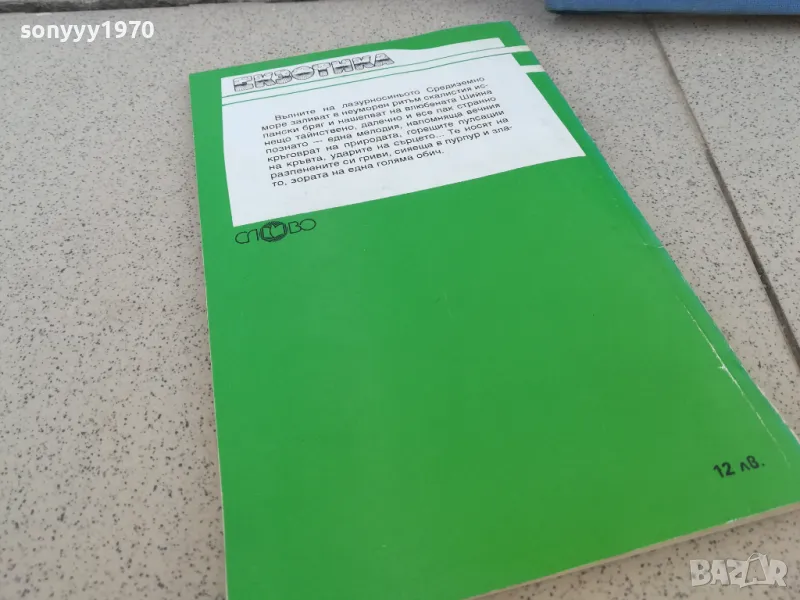 sonyyy1970
ЕКЗОТИКА
Вълните на лазурносиньото Средиземно
море заливат в неуморен ритъм скалистия ис-
пански бряг и нашепват на влюбената Шийна
нещо тайнствено, далечно и все пак странно
познато — една мелодия, напомняща вечния
кръговрат на природата, горещите пулсации
на кръвта, ударите на сърцето... Те носят на
разпенените си гриви, сияеща в пурпур и зла-
то, зората на една голяма обич.
СЛОВО
12 лв.
BAZAR